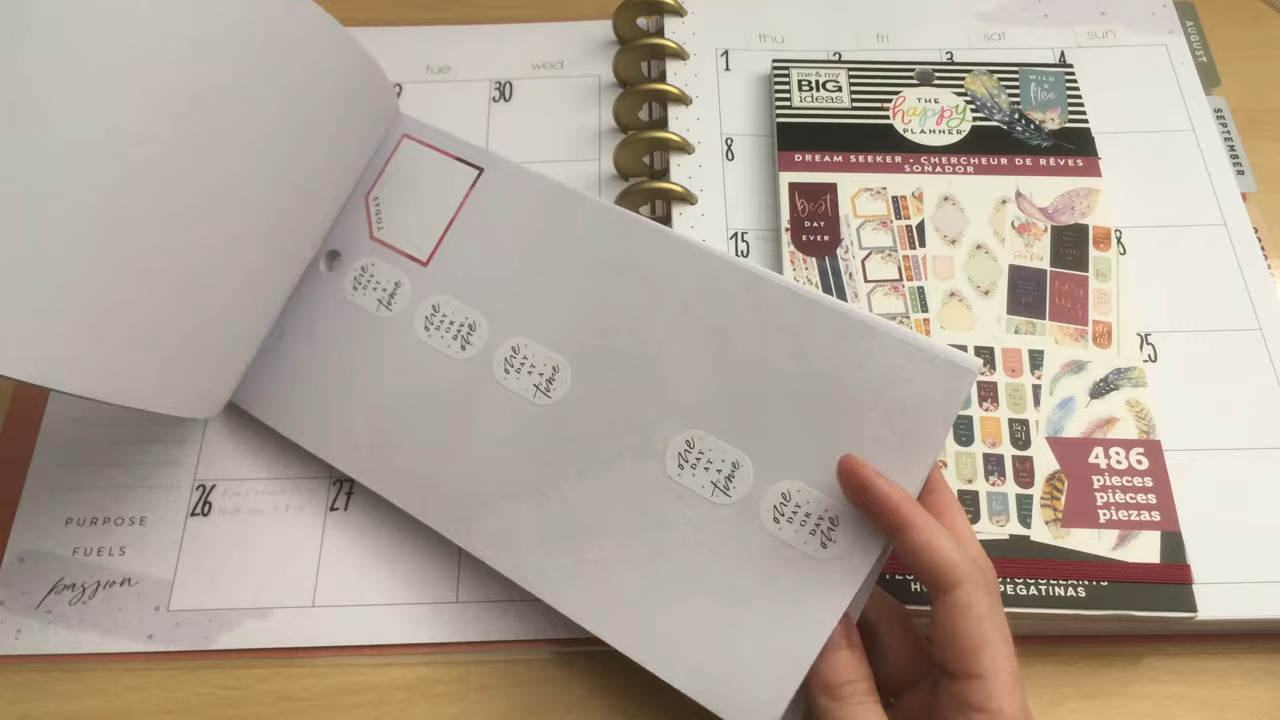 tue
wed
30
thu
fri
sat
sun
1
2
3
4
8
15
8
25
26
27
AUGUST
SEPTEMBER
PURPOSE
FUELS
passion
TODAY
one
DAY
AT
A
time
one
DAY
OR
DAY
one
one
DAY
AT
A
time
one
DAY
AT
A
time
one
DAY
OR
DAY
one
me & my
BIG
ideas.
THE
happy
PLANNER
WILD
&
free
DREAM SEEKER • CHERCHEUR DE RÊVES
SOÑADOR
best
DAY
EVER
486
pieces
pièces
piezas
PEGATINAS